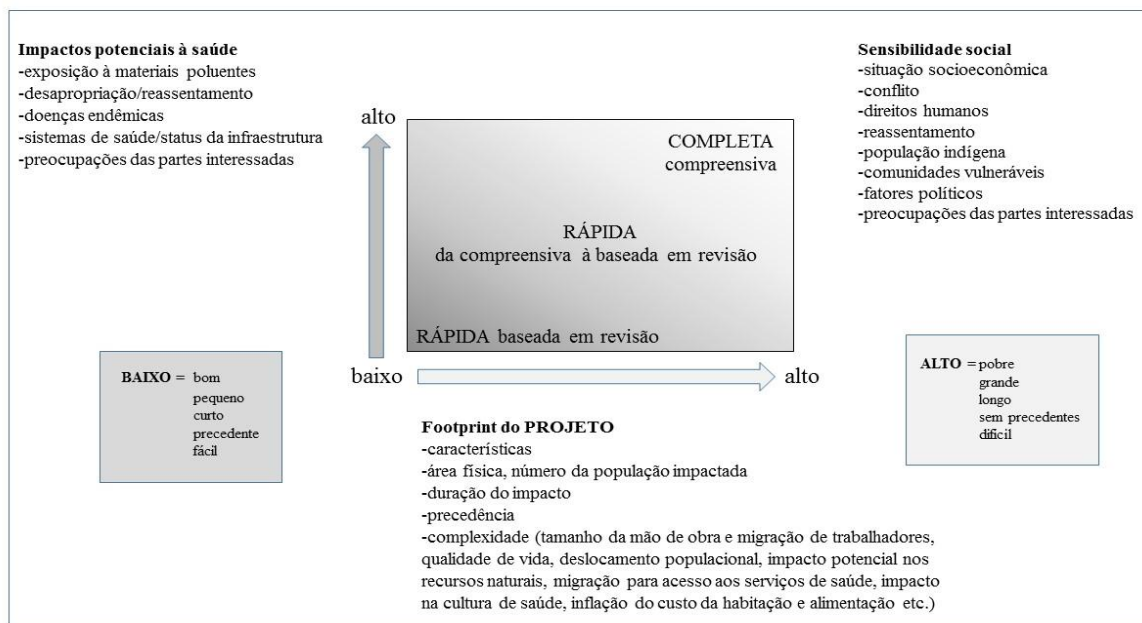 Impactos potenciais à saúde
-exposição à materiais poluentes
-desapropriação/reassentamento
-doenças endêmicas
-sistemas de saúde/status da infraestrutura
-preocupações das partes interessadas
Sensibilidade social
-situação socioeconômica
-conflito
-direitos humanos
-reassentamento
-população indígena
-comunidades vulneráveis
-fatores políticos
-preocupações das partes interessadas
alto
COMPLETA
compreensiva
RÁPIDA
da compreensiva à baseada em revisão
RÁPIDA baseada em revisão
baixo
alto
BAIXO = bom
pequeno
curto
precedente
fácil
ALTO = pobre
grande
longo
sem precedentes
difícil
Footprint do PROJETO
-características
-área física, número da população impactada
-duração do impacto
-precedência
-complexidade (tamanho da mão de obra e migração de trabalhadores,
qualidade de vida, deslocamento populacional, impacto potencial nos
recursos naturais, migração para acesso aos serviços de saúde, impacto
na cultura de saúde, inflação do custo da habitação e alimentação etc.)